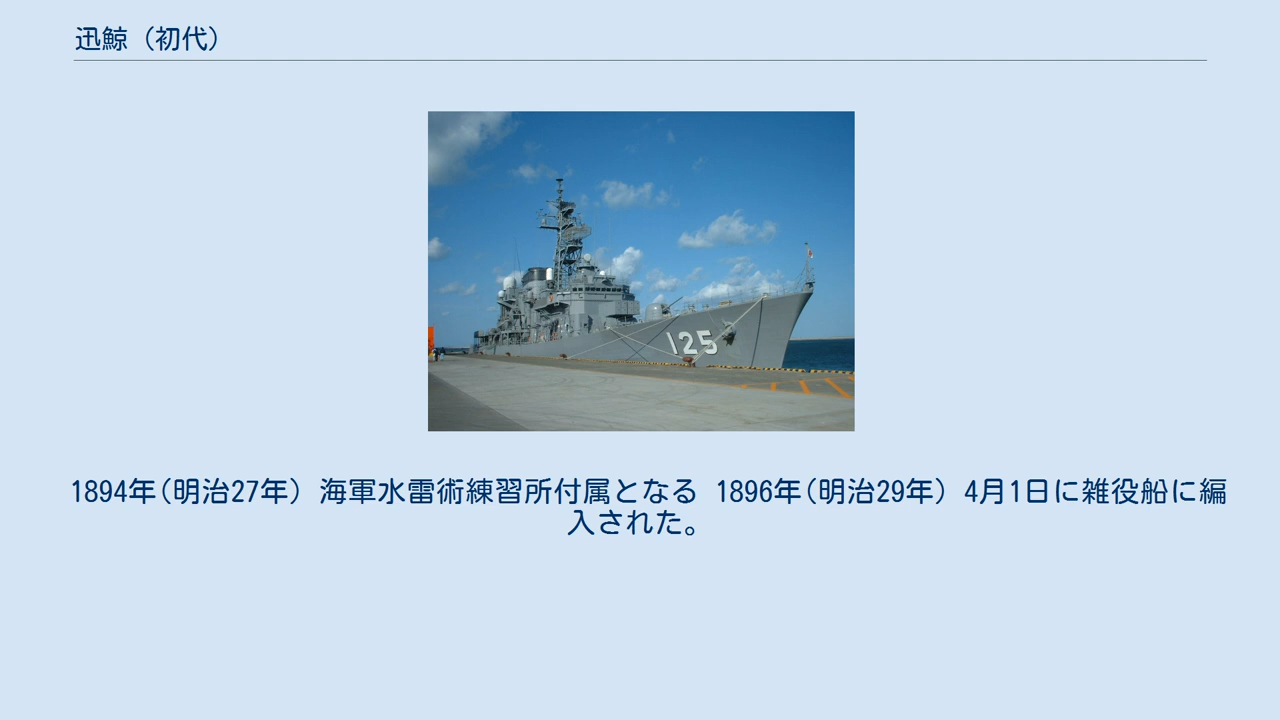 迅鯨（初代）
125
1894年(明治27年) 海軍水雷術練習所付属となる 1896年(明治29年) 4月1日に雑役船に編
入された。